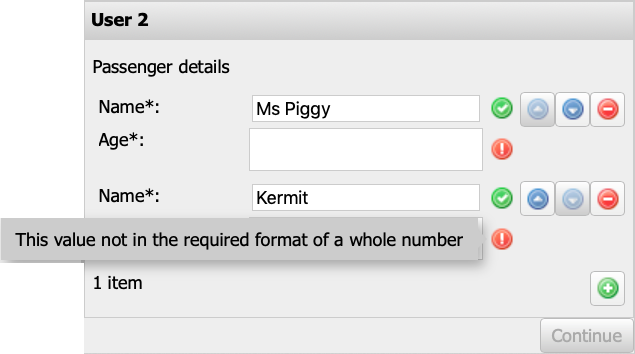 User 2
Passenger details
Name*:
Ms Piggy
Age*:
Name*:
Kermit
This value not in the required format of a whole number
1 item
Continue